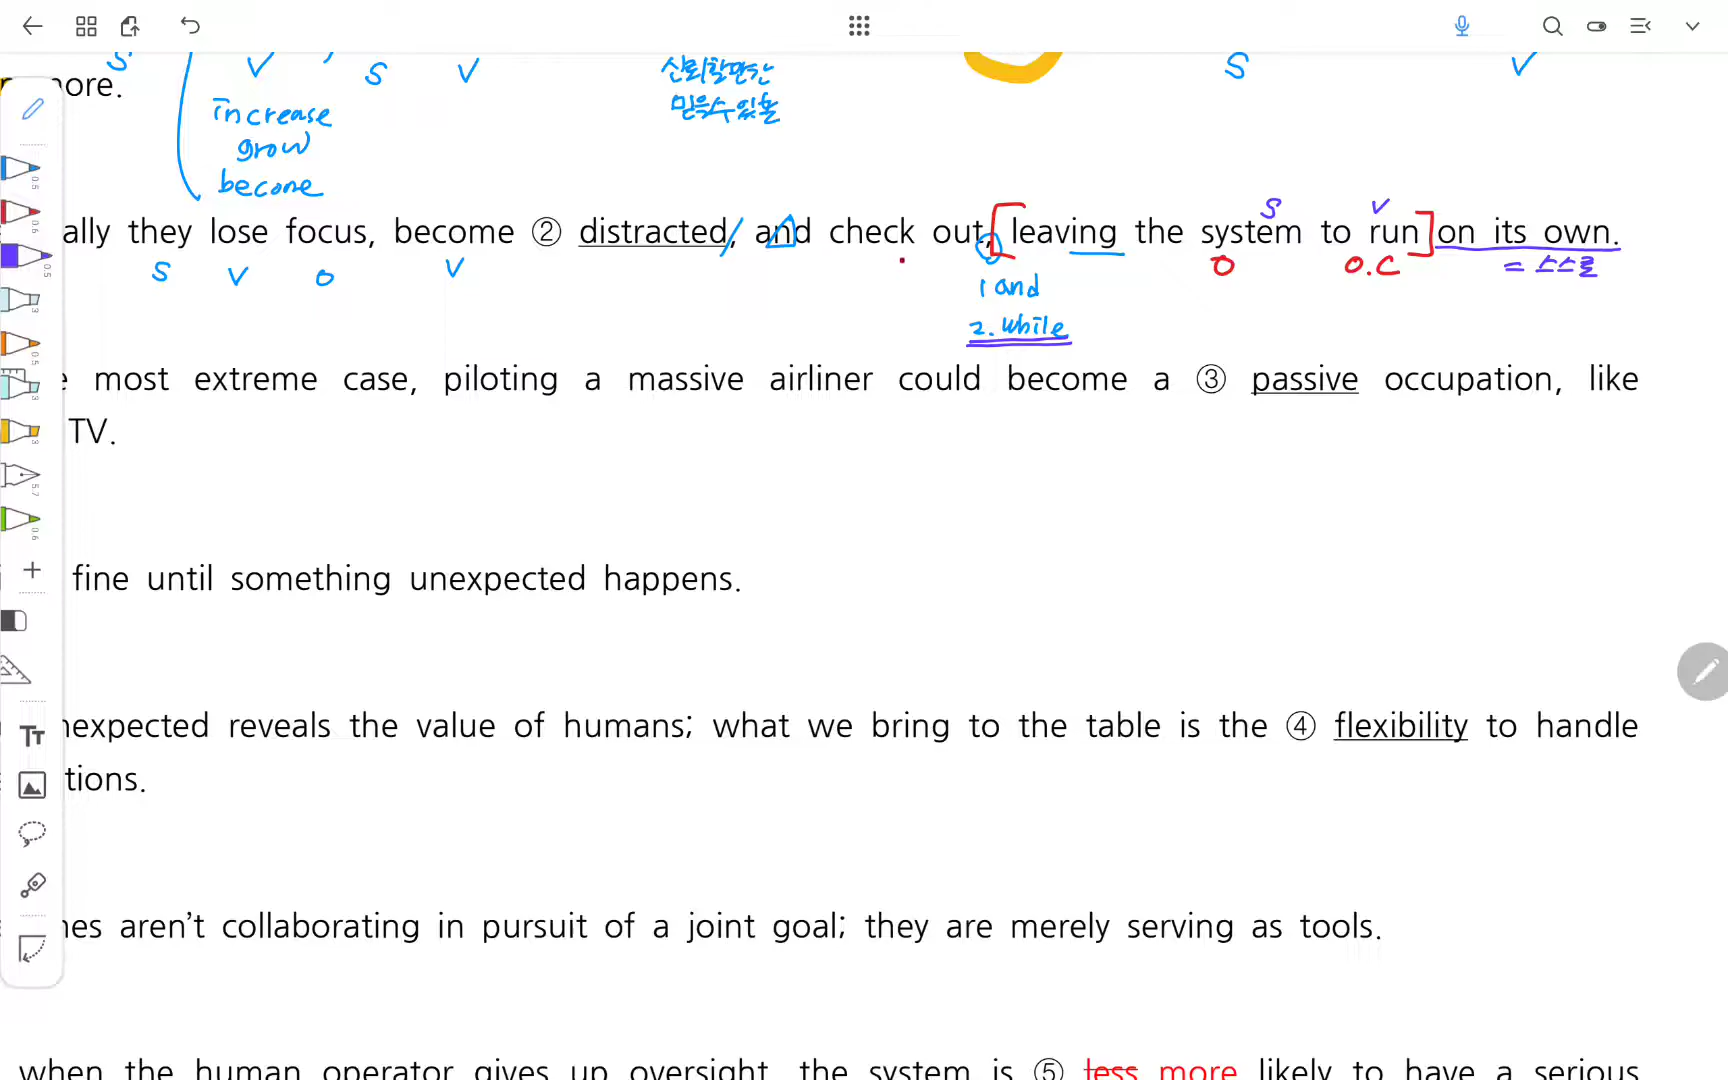 S V , S V 신뢰할만한 S V
more.
믿을수있는
increase
grow
become
S V
ally they lose focus, become ② distracted, and check out, leaving the system to run on its own.
S V O V O O.C = 스스로
1 and
2. while
most extreme case, piloting a massive airliner could become a ③ passive occupation, like
TV.
fine until something unexpected happens.
nexpected reveals the value of humans; what we bring to the table is the ④ flexibility to handle
tions.
nes aren't collaborating in pursuit of a joint goal; they are merely serving as tools.
when the human operator gives up oversight, the system is ⑤ less more likely to have a serious